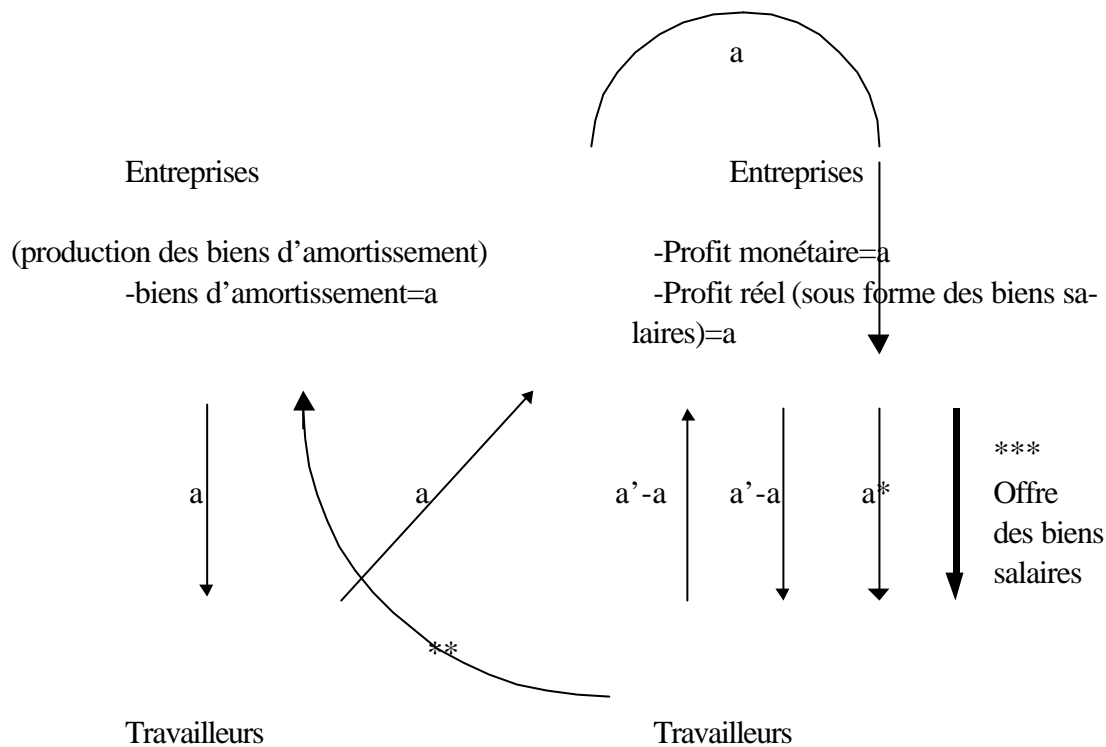 a
Entreprises
Entreprises
(production des biens d’amortissement)
-biens d’amortissement=a
-Profit monétaire=a
-Profit réel (sous forme des biens sa-
laires)=a
a
a
a’-a
a’-a
a*
***
Offre
des biens
salaires
**
Travailleurs
Travailleurs